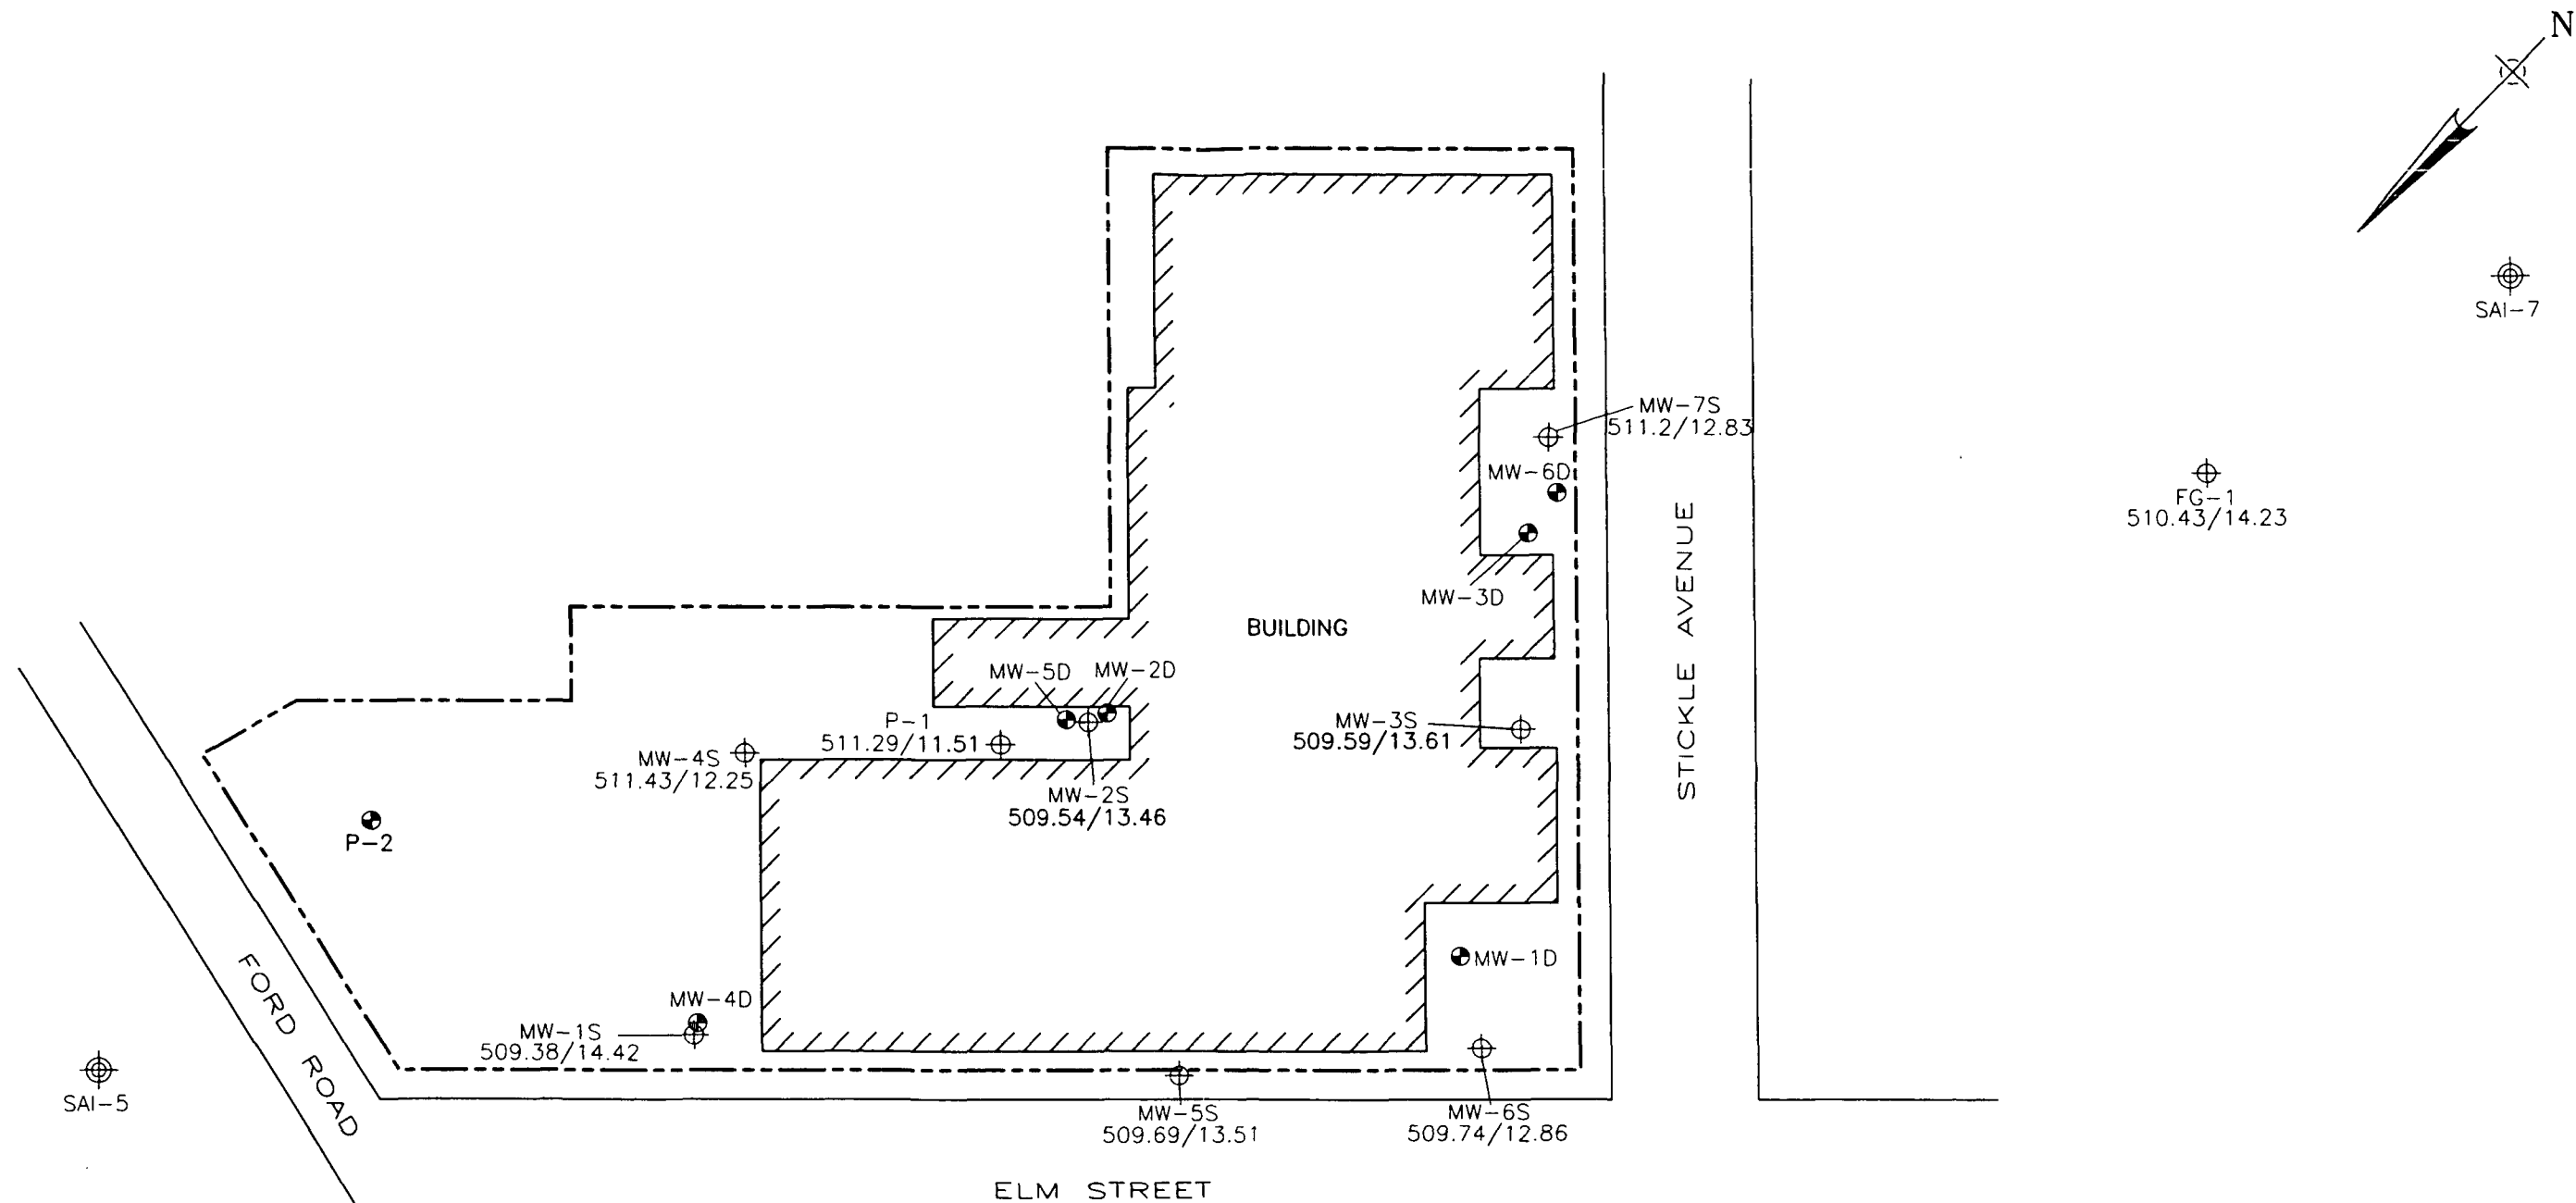 N
SAI-7
MW-7S
511.2/12.83
MW-6D
FG-1
510.43/14.23
MW-3D
STICKLE AVENUE
BUILDING
MW-5D
MW-2D
P-1
511.29/11.51
MW-3S
509.59/13.61
MW-4S
511.43/12.25
MW-2S
509.54/13.46
P-2
MW-1D
MW-4D
MW-1S
509.38/14.42
FORD ROAD
SAI-5
MW-5S
509.69/13.51
MW-6S
509.74/12.86
ELM STREET